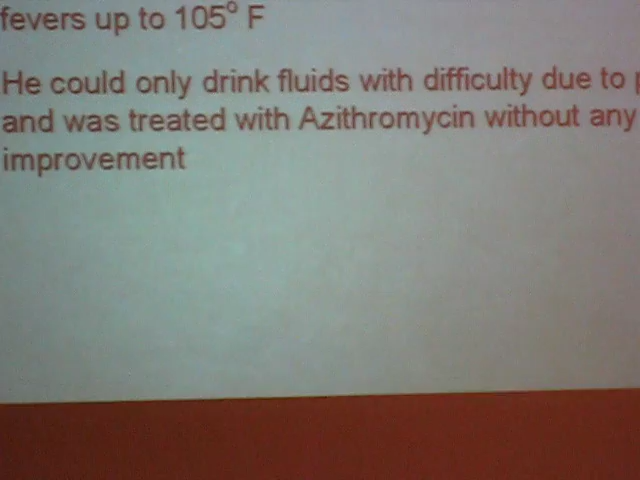 fevers up to 105° F
He could only drink fluids with difficulty due to
and was treated with Azithromycin without any
improvement